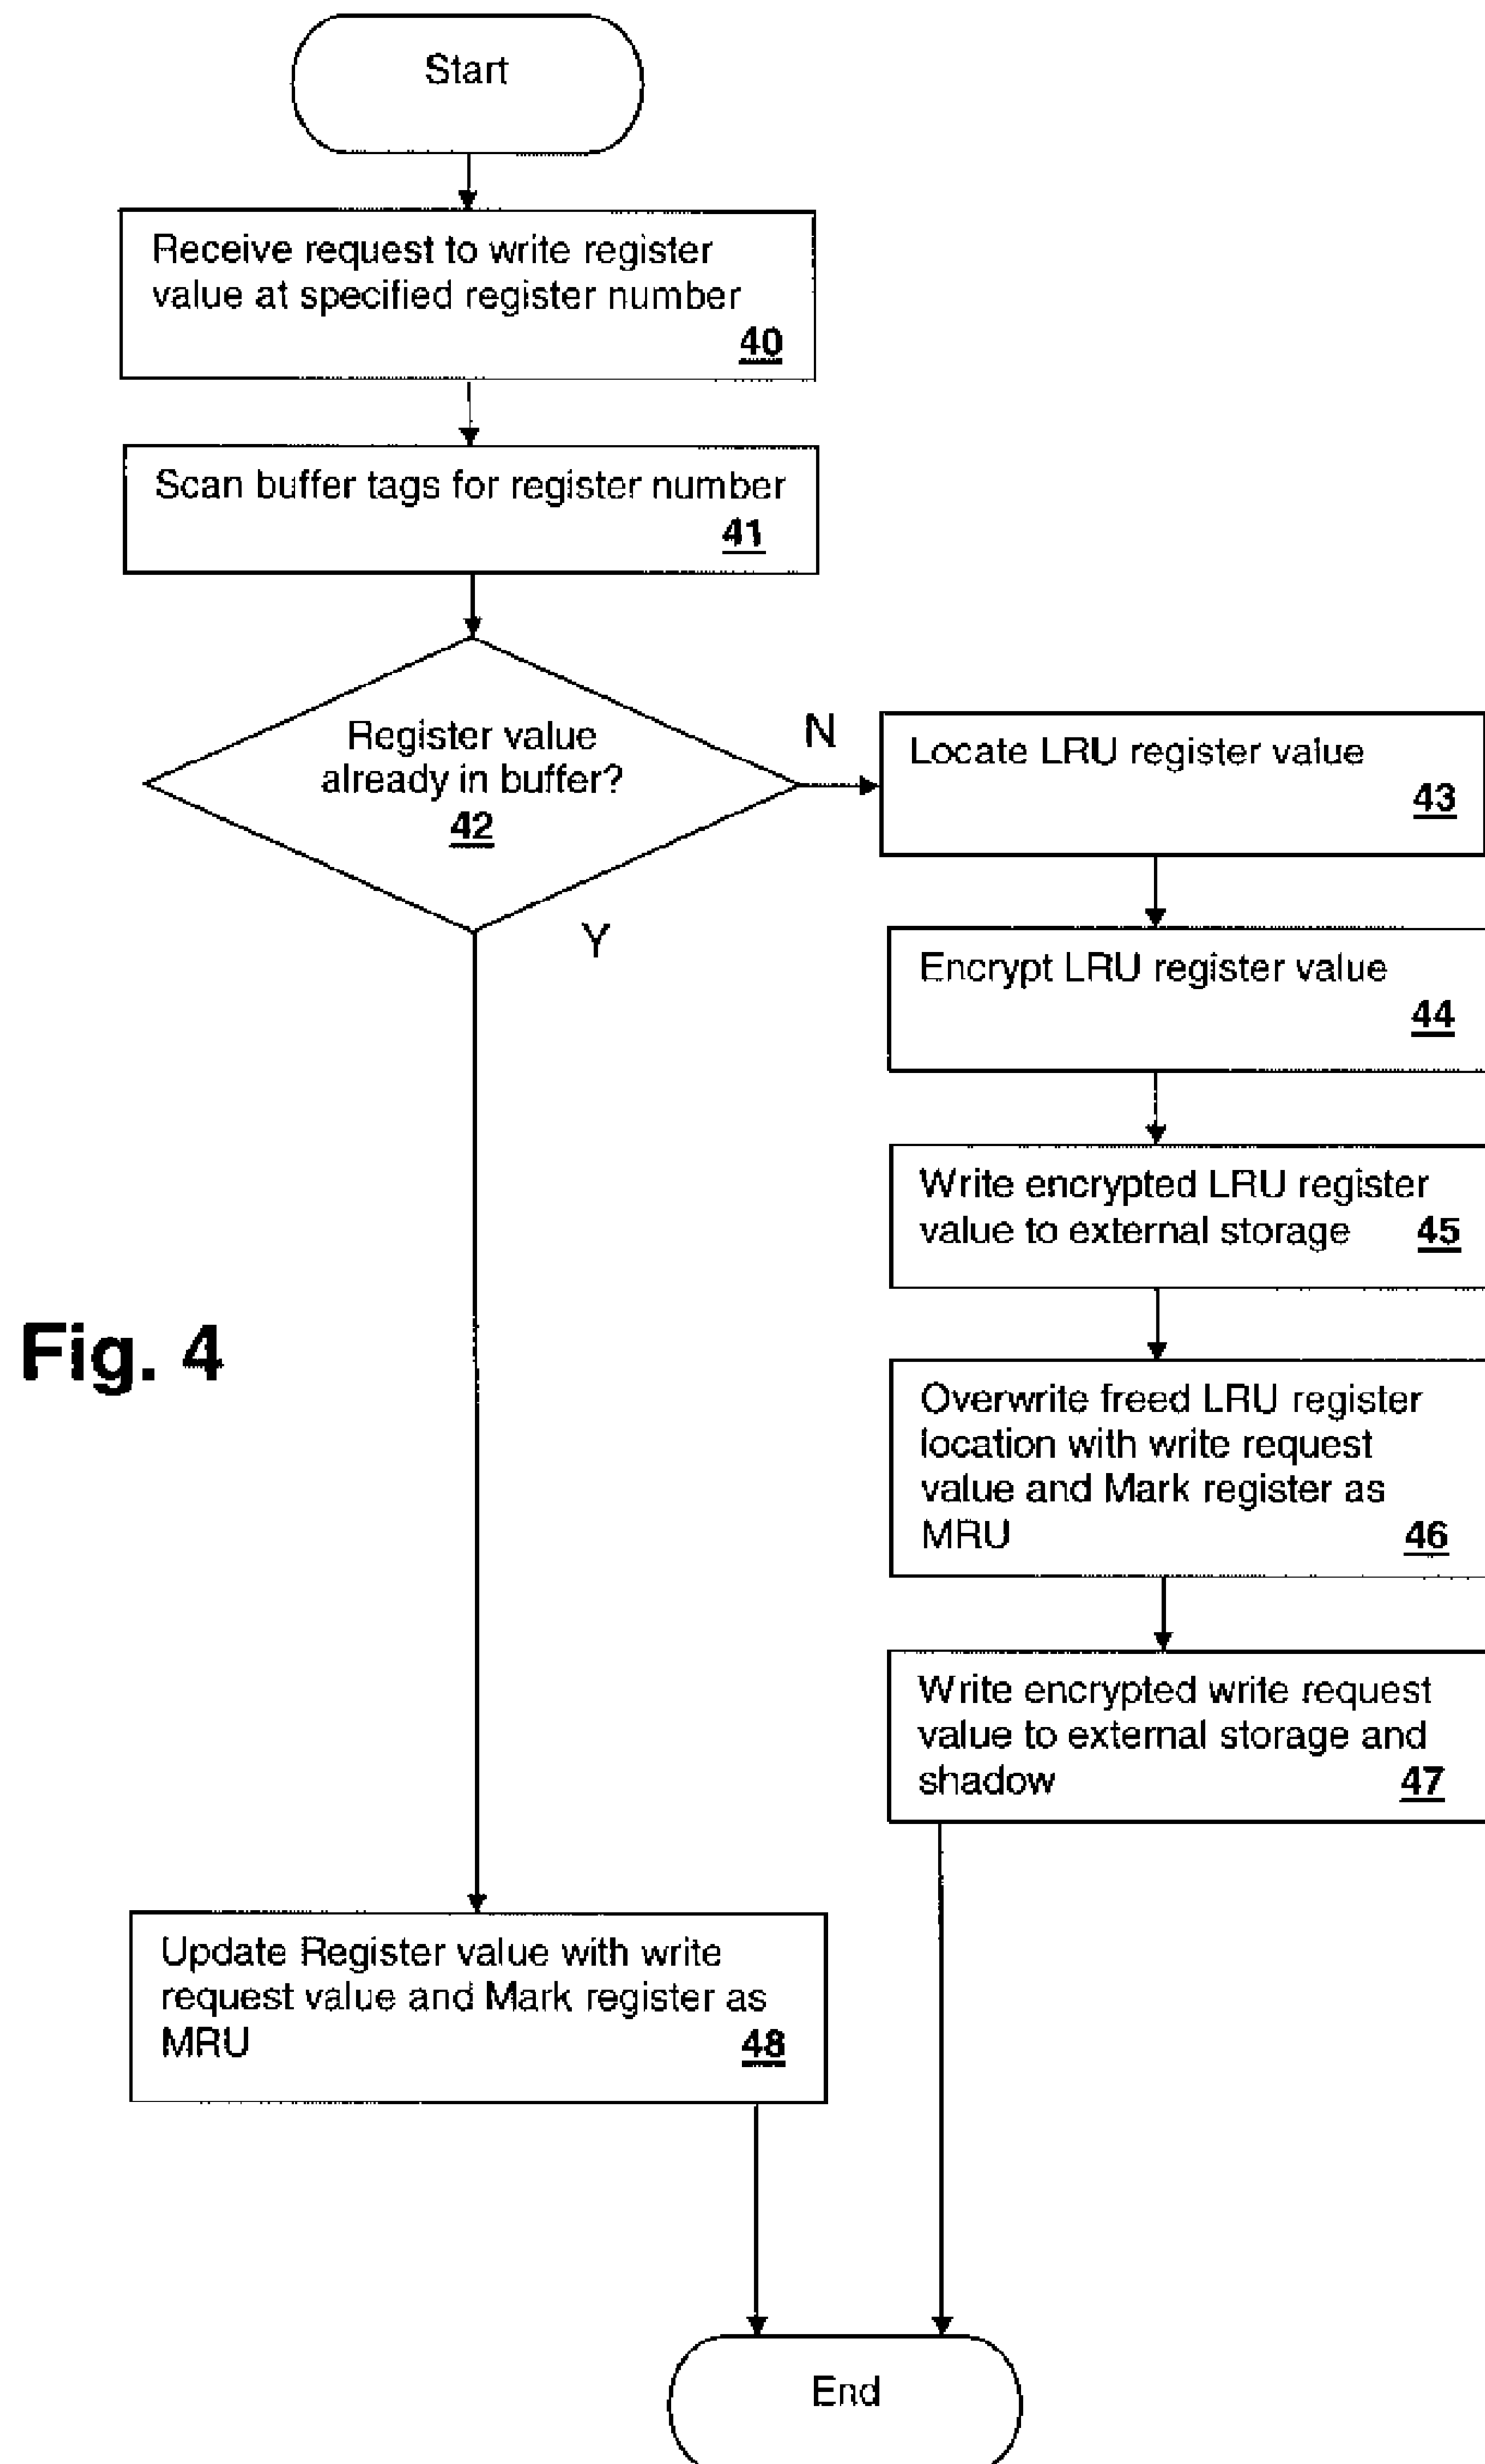 Start
Receive request to write register
value at specified register number
40
Scan buffer tags for register number
41
Register value
already in buffer?
42
N
Y
Locate LRU register value
43
Encrypt LRU register value
44
Write encrypted LRU register
value to external storage 45
Overwrite freed LRU register
location with write request
value and Mark register as
MRU 46
Write encrypted write request
value to external storage and
shadow 47
Fig. 4
Update Register value with write
request value and Mark register as
MRU 48
End